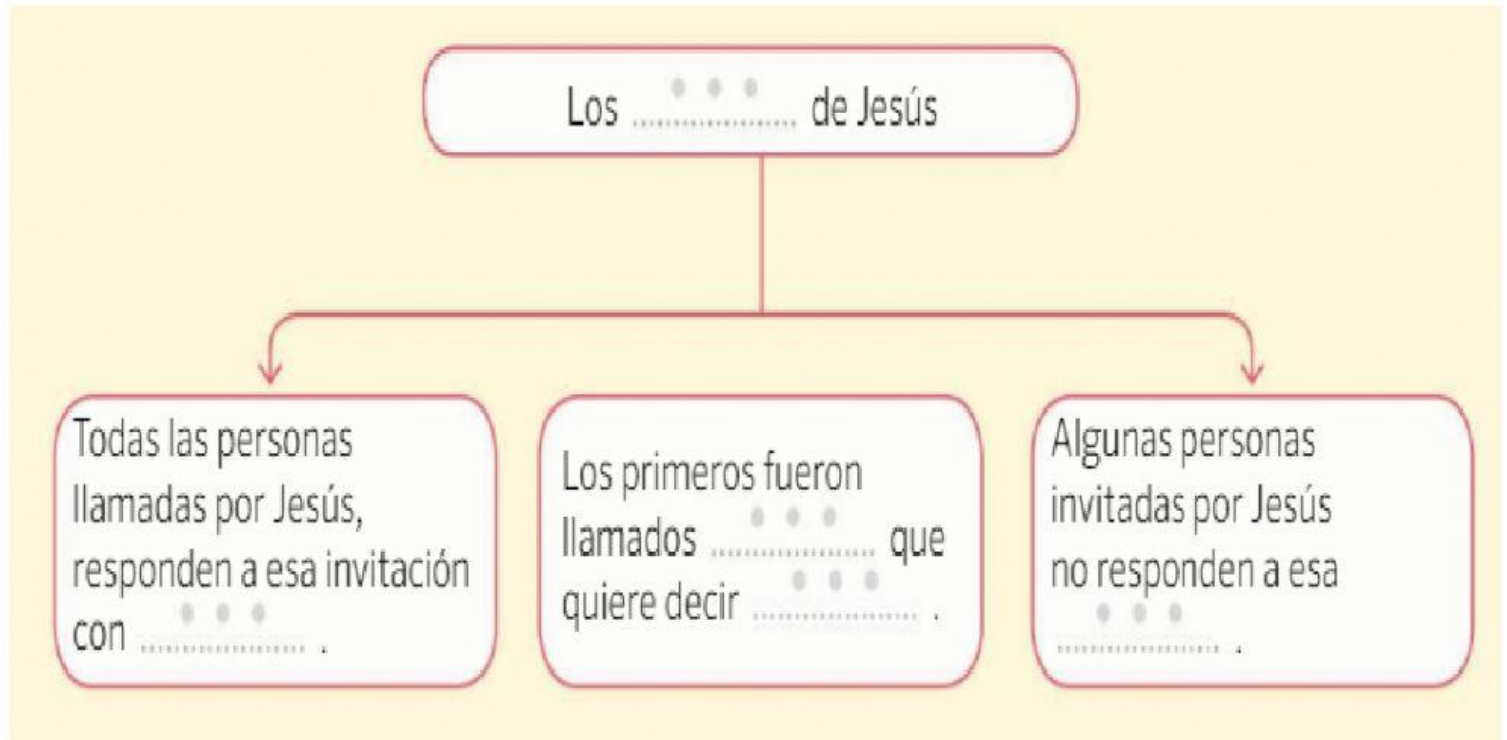 Los ................... de Jesús
Todas las personas
llamadas por Jesús,
responden a esa invitación
con ................... .
Los primeros fueron
llamados ................... que
quiere decir ................... .
Algunas personas
invitadas por Jesús
no responden a esa
................... .